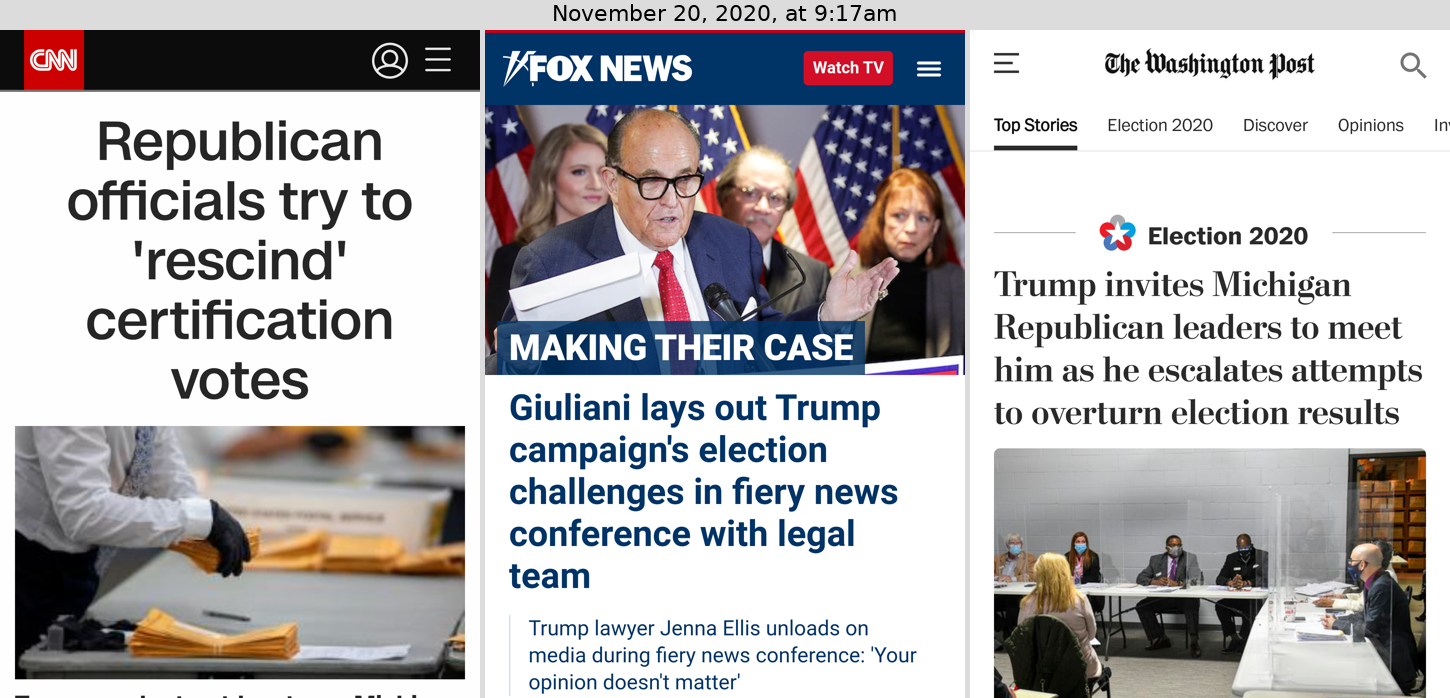 November 20, 2020, at 9:17am
CNN
Republican
officials try to
'rescind'
certification
votes
FOX NEWS
Watch TV
MAKING THEIR CASE
Giuliani lays out Trump
campaign's election
challenges in fiery news
conference with legal
team
Trump lawyer Jenna Ellis unloads on
media during fiery news conference: 'Your
opinion doesn't matter'
The Washington Post
Top Stories Election 2020 Discover Opinions
Election 2020
Trump invites Michigan
Republican leaders to meet
him as he escalates attempts
to overturn election results